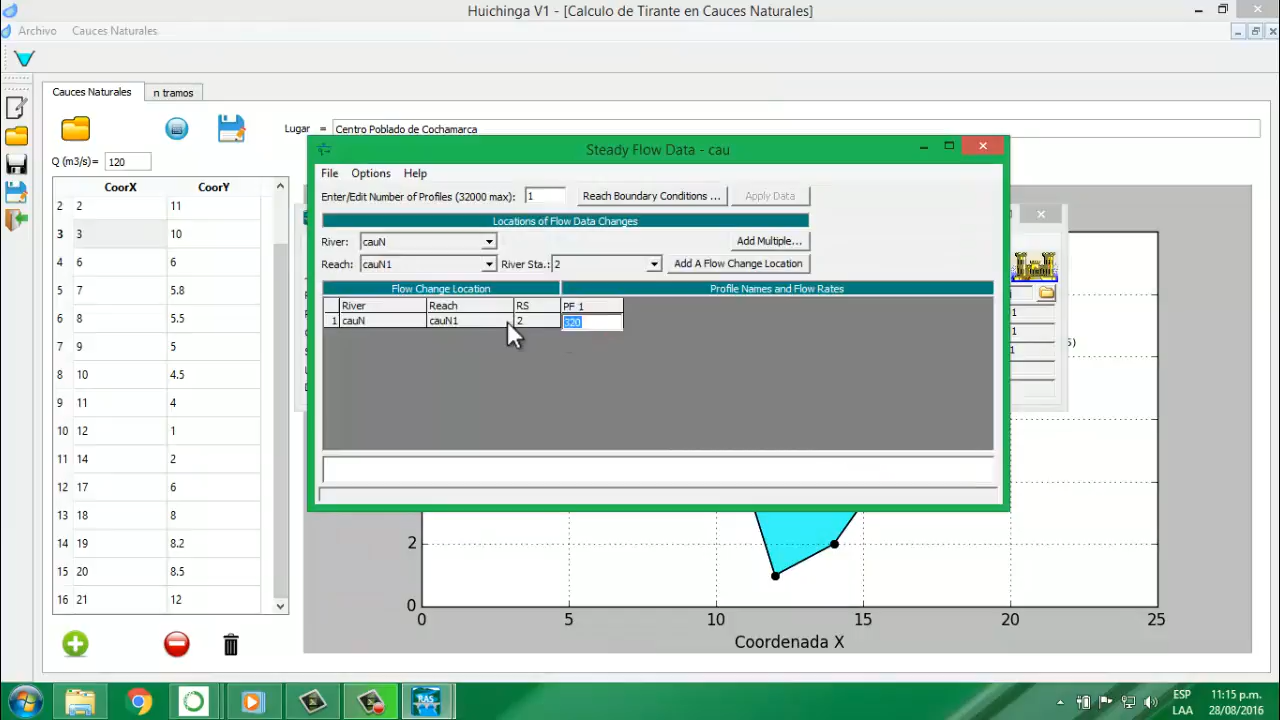 Huichinga V1 - [Calculo de Tirante en Cauces Naturales]
Archivo Cauces Naturales
Cauces Naturales n tramos
Lugar = Centro Poblado de Cochamarca
Q (m3/s)= 120
CoorX CoorY
2 2 11
3 3 10
4 6 6
5 7 5.8
6 8 5.5
7 9 5
8 10 4.5
9 11 4
10 12 1
11 14 2
12 17 6
13 18 8
14 19 8.2
15 20 8.5
16 21 12
Steady Flow Data - cau
File Options Help
Enter/Edit Number of Profiles (32000 max): 1 Reach Boundary Conditions ... Apply Data
Locations of Flow Data Changes
River: cauN Add Multiple...
Reach: cauN1 River Sta.: 2 Add A Flow Change Location
Flow Change Location Profile Names and Flow Rates
River Reach RS PF 1
1 cauN cauN1 2 320
2
0
0 5 10 15 20 25
Coordenada X
RAS
ESP
LAA
11:15 p.m.
28/08/2016